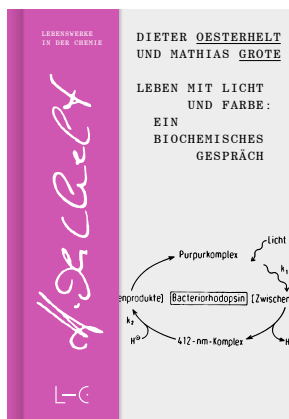 LEBENSWERKE
IN DER CHEMIE
DIETER OESTERHELT
UND MATHIAS GROTE
LEBEN MIT LICHT
UND FARBE:
EIN
BIOCHEMISCHES
GESPRÄCH
D. Oesterhelt
Licht
Purpurkomplex
k₁
enprodukte] Bacteriorhodopsin [Zwischen
k₂
H⊕
412-nm-Komplex
H
L-C